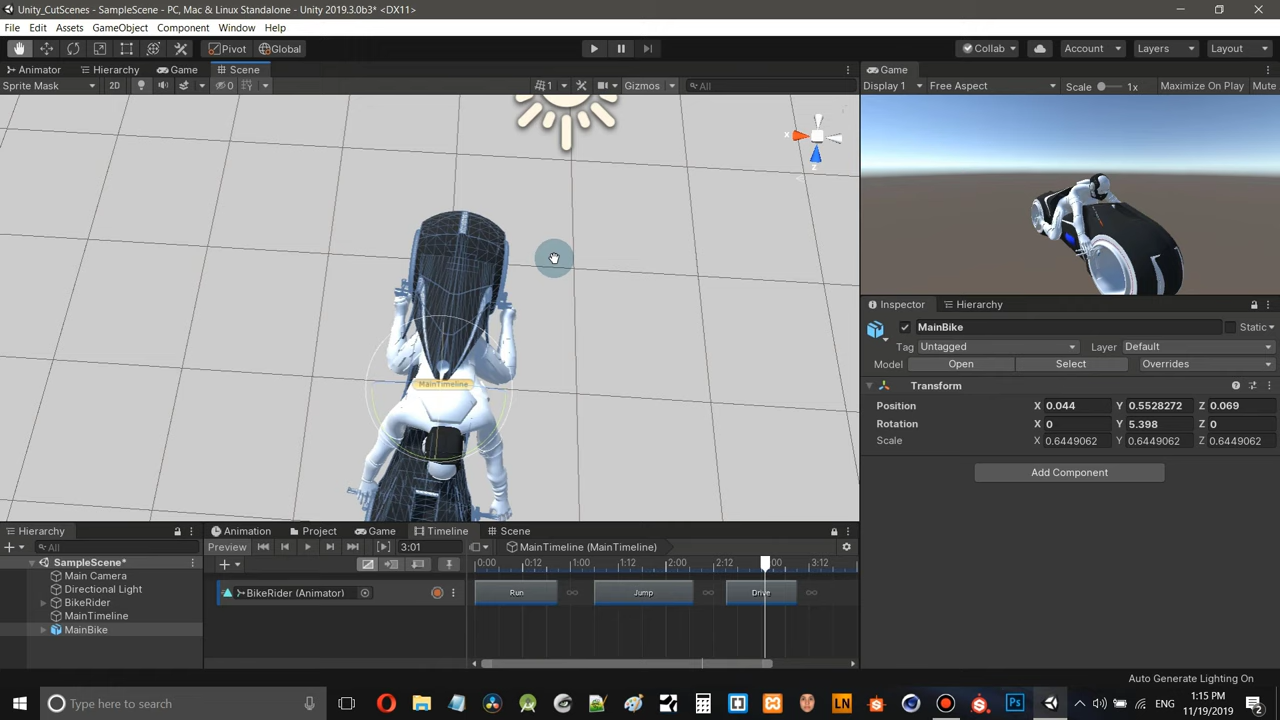 Unity_CutScenes - SampleScene - PC, Mac & Linux Standalone - Unity 2019.3.0b3* <DX11>
File Edit Assets GameObject Component Window Help
Pivot Global Collab Account Layers Layout
Animator Hierarchy Game Scene Game
Sprite Mask 2D 0 1 Gizmos All Display 1 Free Aspect Scale 1x Maximize On Play Mute
X
Z
MainTimeline
Inspector Hierarchy
MainBike Static
Tag Untagged Layer Default
Model Open Select Overrides
Transform
Position X 0.044 Y 0.5528272 Z 0.069
Rotation X 0 Y 5.398 Z 0
Scale X 0.6449062 Y 0.6449062 Z 0.6449062
Add Component
Hierarchy Animation Project Game Timeline Scene
All Preview 3:01 MainTimeline (MainTimeline)
SampleScene* 0:00 0:12 1:00 1:12 2:00 2:12 :00 3:12
Main Camera
Directional Light
BikeRider BikeRider (Animator) Run Jump Drive
MainTimeline
MainBike
Auto Generate Lighting On
Type here to search LN ENG 1:15 PM
11/19/2019 2